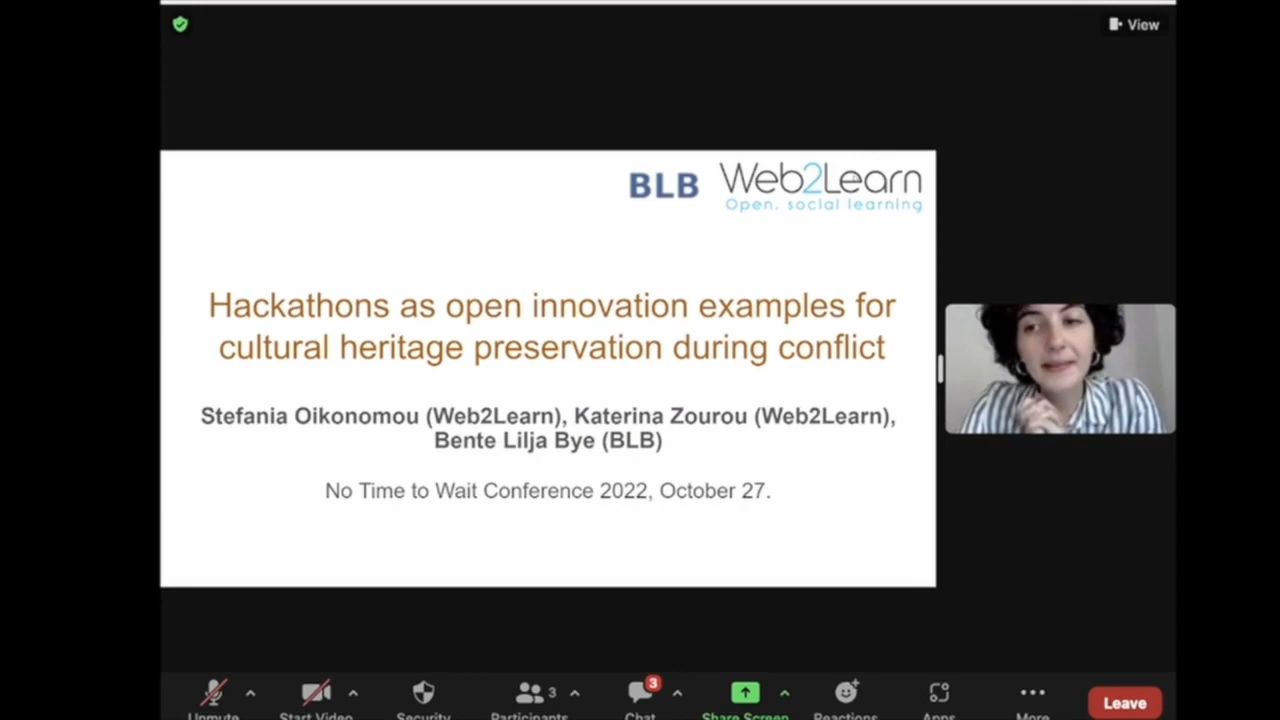 View
BLB Web2Learn
Open. social learning
Hackathons as open innovation examples for
cultural heritage preservation during conflict
Stefania Oikonomou (Web2Learn), Katerina Zourou (Web2Learn),
Bente Lilja Bye (BLB)
No Time to Wait Conference 2022, October 27.
3
3
Unmute Start Video Security Participants Chat Share Screen Reactions Apps More Leave